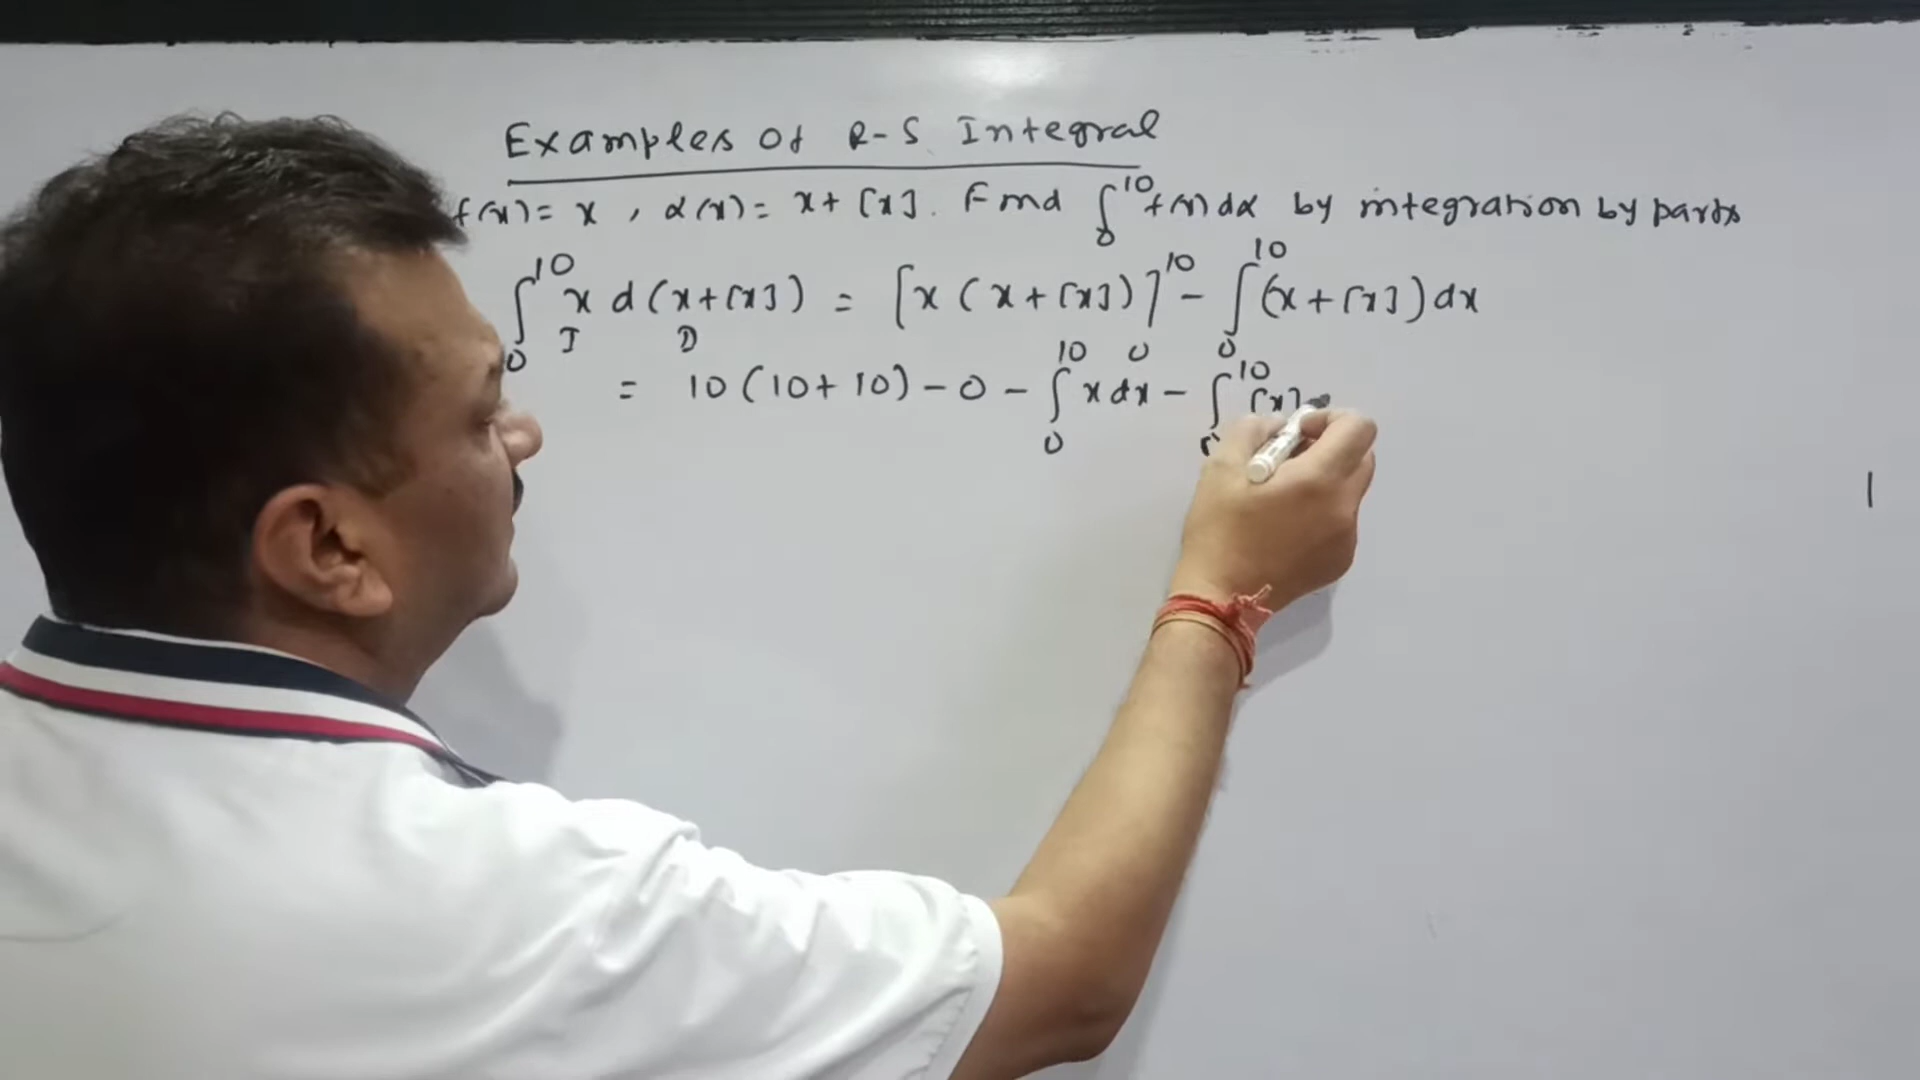 Examples of R-S Integral
f(x) = x , α(x) = x + [x]. Find ∫₀¹⁰ f(x) dα by integration by parts
∫₀¹⁰ x d(x+[x]) = [x(x+[x])]₀¹⁰ - ∫₀¹⁰ (x+[x]) dx
I D
= 10(10+10) - 0 - ∫₀¹⁰ x dx - ∫₀¹⁰ [x]